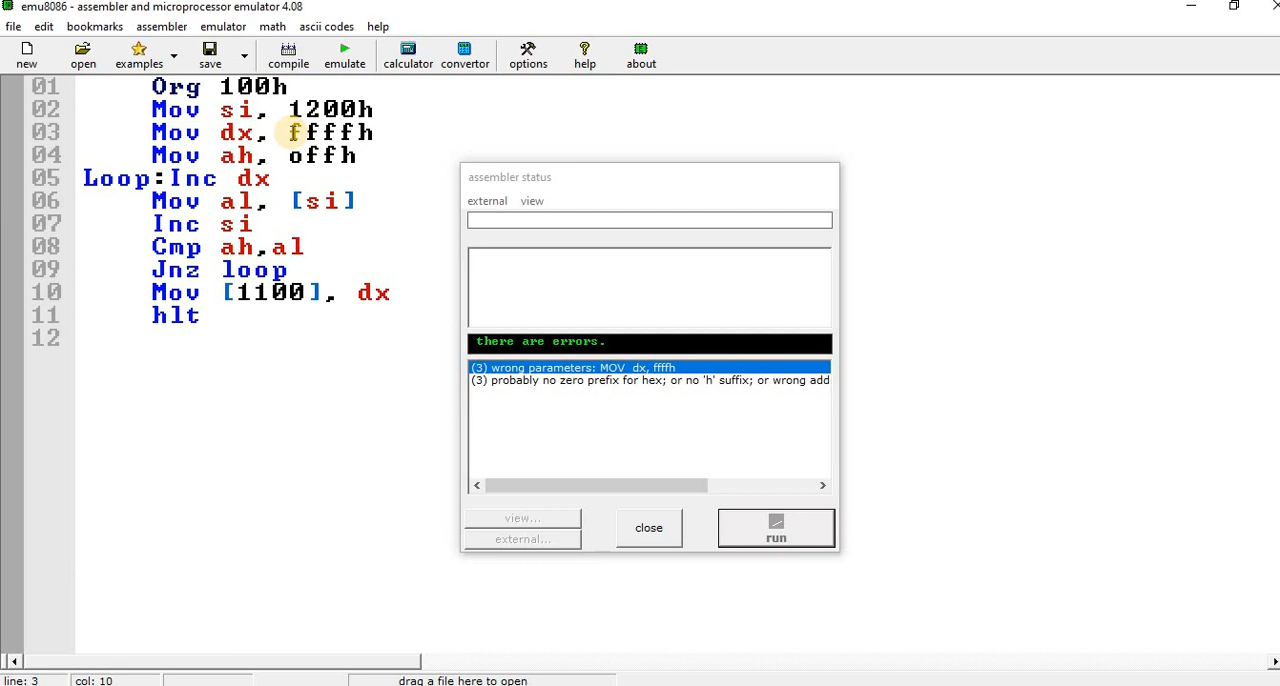 emu8086 - assembler and microprocessor emulator 4.08
file edit bookmarks assembler emulator math ascii codes help
new open examples save compile emulate calculator convertor options help about
01 Org 100h
02 Mov si, 1200h
03 Mov dx, ffffh
04 Mov ah, offh
05 Loop:Inc dx
06 Mov al, [si]
07 Inc si
08 Cmp ah,al
09 Jnz loop
10 Mov [1100], dx
11 hlt
12
assembler status
external view
there are errors.
(3) wrong parameters: MOV dx, ffffh
(3) probably no zero prefix for hex; or no 'h' suffix; or wrong add
view...
external...
close
run
line: 3 col: 10 drag a file here to open